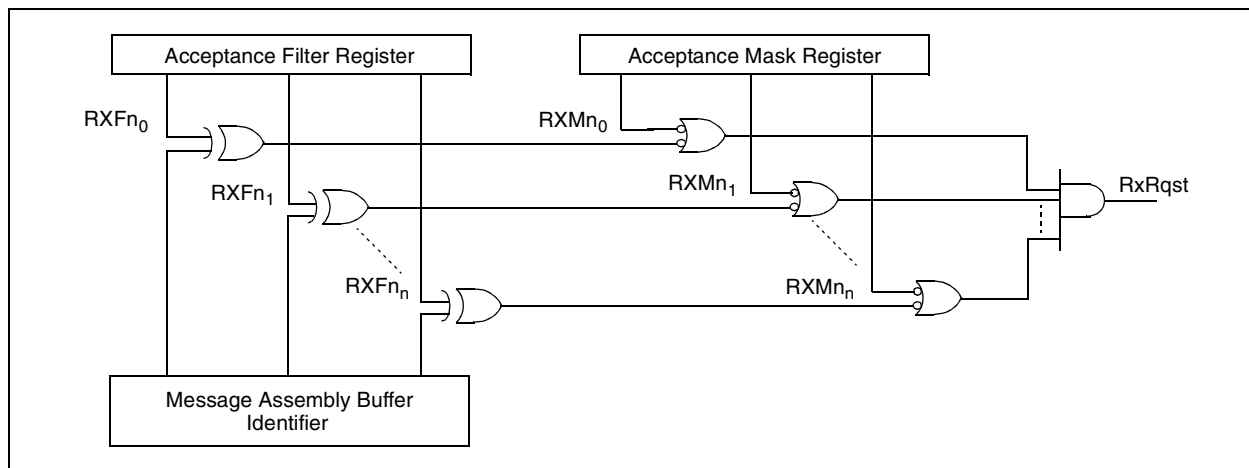 Acceptance Filter Register
Acceptance Mask Register
RXFn0
RXMn0
RXFn1
RXMn1
RxRqst
RXFnn
RXMnn
Message Assembly Buffer
Identifier